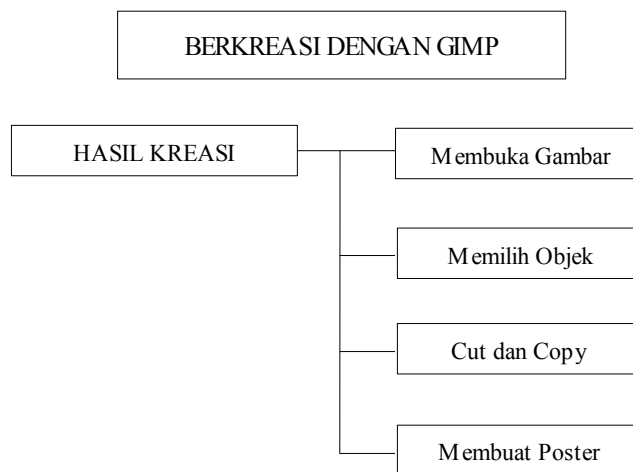 BERKREASI DENGAN GIMP
HASIL KREASI
Membuka Gambar
Memilih Objek
Cut dan Copy
Membuat Poster